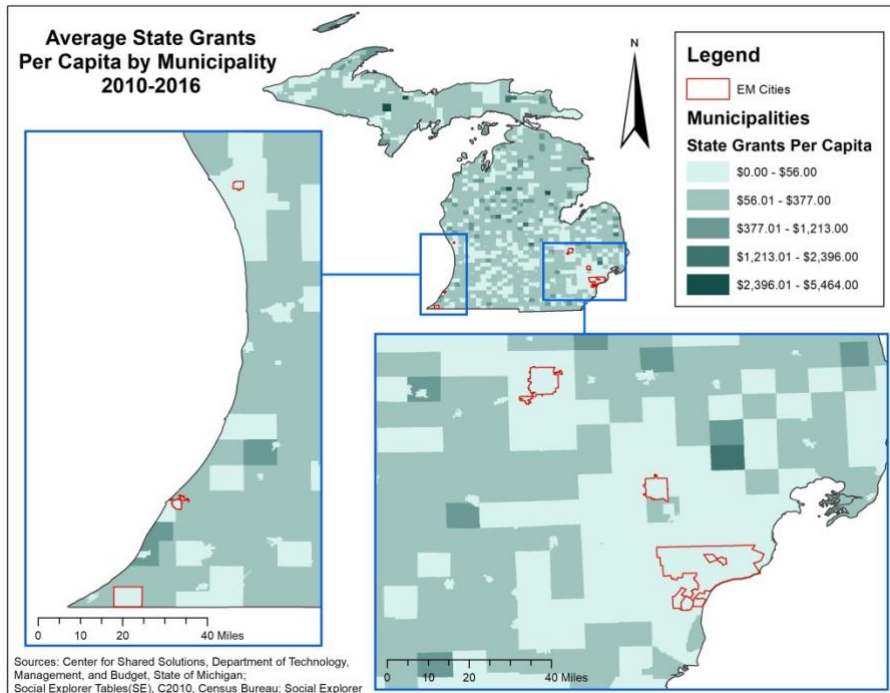 Average State Grants
Per Capita by Municipality
2010-2016
N
Legend
EM Cities
Municipalities
State Grants Per Capita
$0.00 - $56.00
$56.01 - $377.00
$377.01 - $1,213.00
$1,213.01 - $2,396.00
$2,396.01 - $5,464.00
0 10 20 40 Miles
0 10 20 40 Miles
Sources: Center for Shared Solutions, Department of Technology,
Management, and Budget, State of Michigan;
Social Explorer Tables(SE), C2010, Census Bureau; Social Explorer